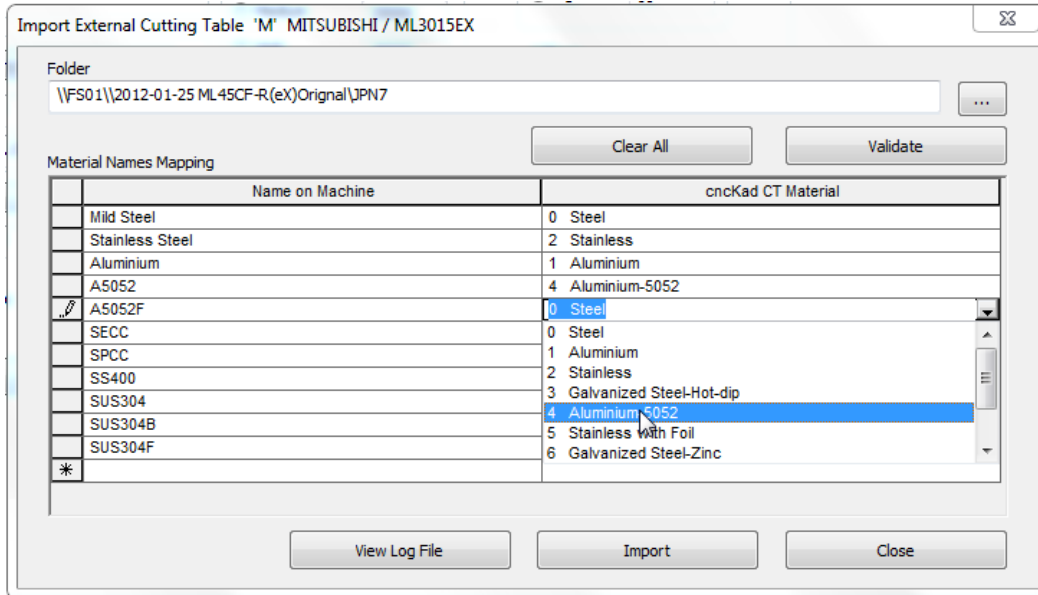 Import External Cutting Table 'M' MITSUBISHI / ML3015EX
Folder
\\FS01\\2012-01-25 ML45CF-R(eX)Orignal\JPN7
...
Clear All
Validate
Material Names Mapping
Name on Machine cncKad CT Material
Mild Steel 0 Steel
Stainless Steel 2 Stainless
Aluminium 1 Aluminium
A5052 4 Aluminium-5052
A5052F 0 Steel
SECC 0 Steel
SPCC 1 Aluminium
SS400 2 Stainless
SUS304 3 Galvanized Steel-Hot-dip
SUS304B 4 Aluminium-5052
SUS304F 5 Stainless With Foil
6 Galvanized Steel-Zinc
View Log File
Import
Close